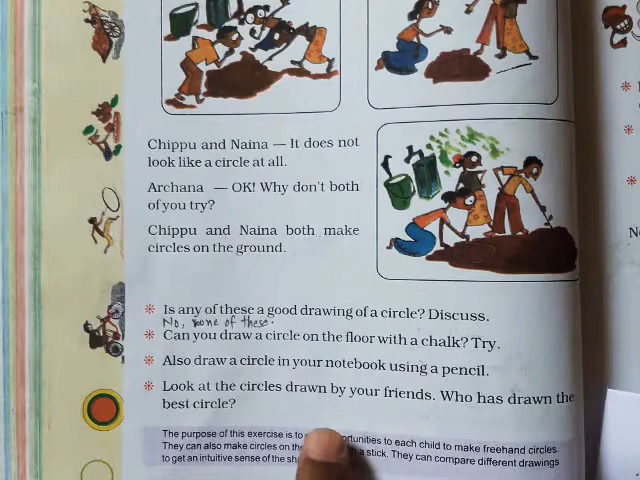 Chippu and Naina — It does not
look like a circle at all.
Archana — OK! Why don't both
of you try?
Chippu and Naina both make
circles on the ground.
* Is any of these a good drawing of a circle? Discuss.
No, none of these.
* Can you draw a circle on the floor with a chalk? Try.
* Also draw a circle in your notebook using a pencil.
* Look at the circles drawn by your friends. Who has drawn the
best circle?
The purpose of this exercise is to opportunities to each child to make freehand circles.
They can also make circles on the a stick. They can compare different drawings
to get an intuitive sense of the